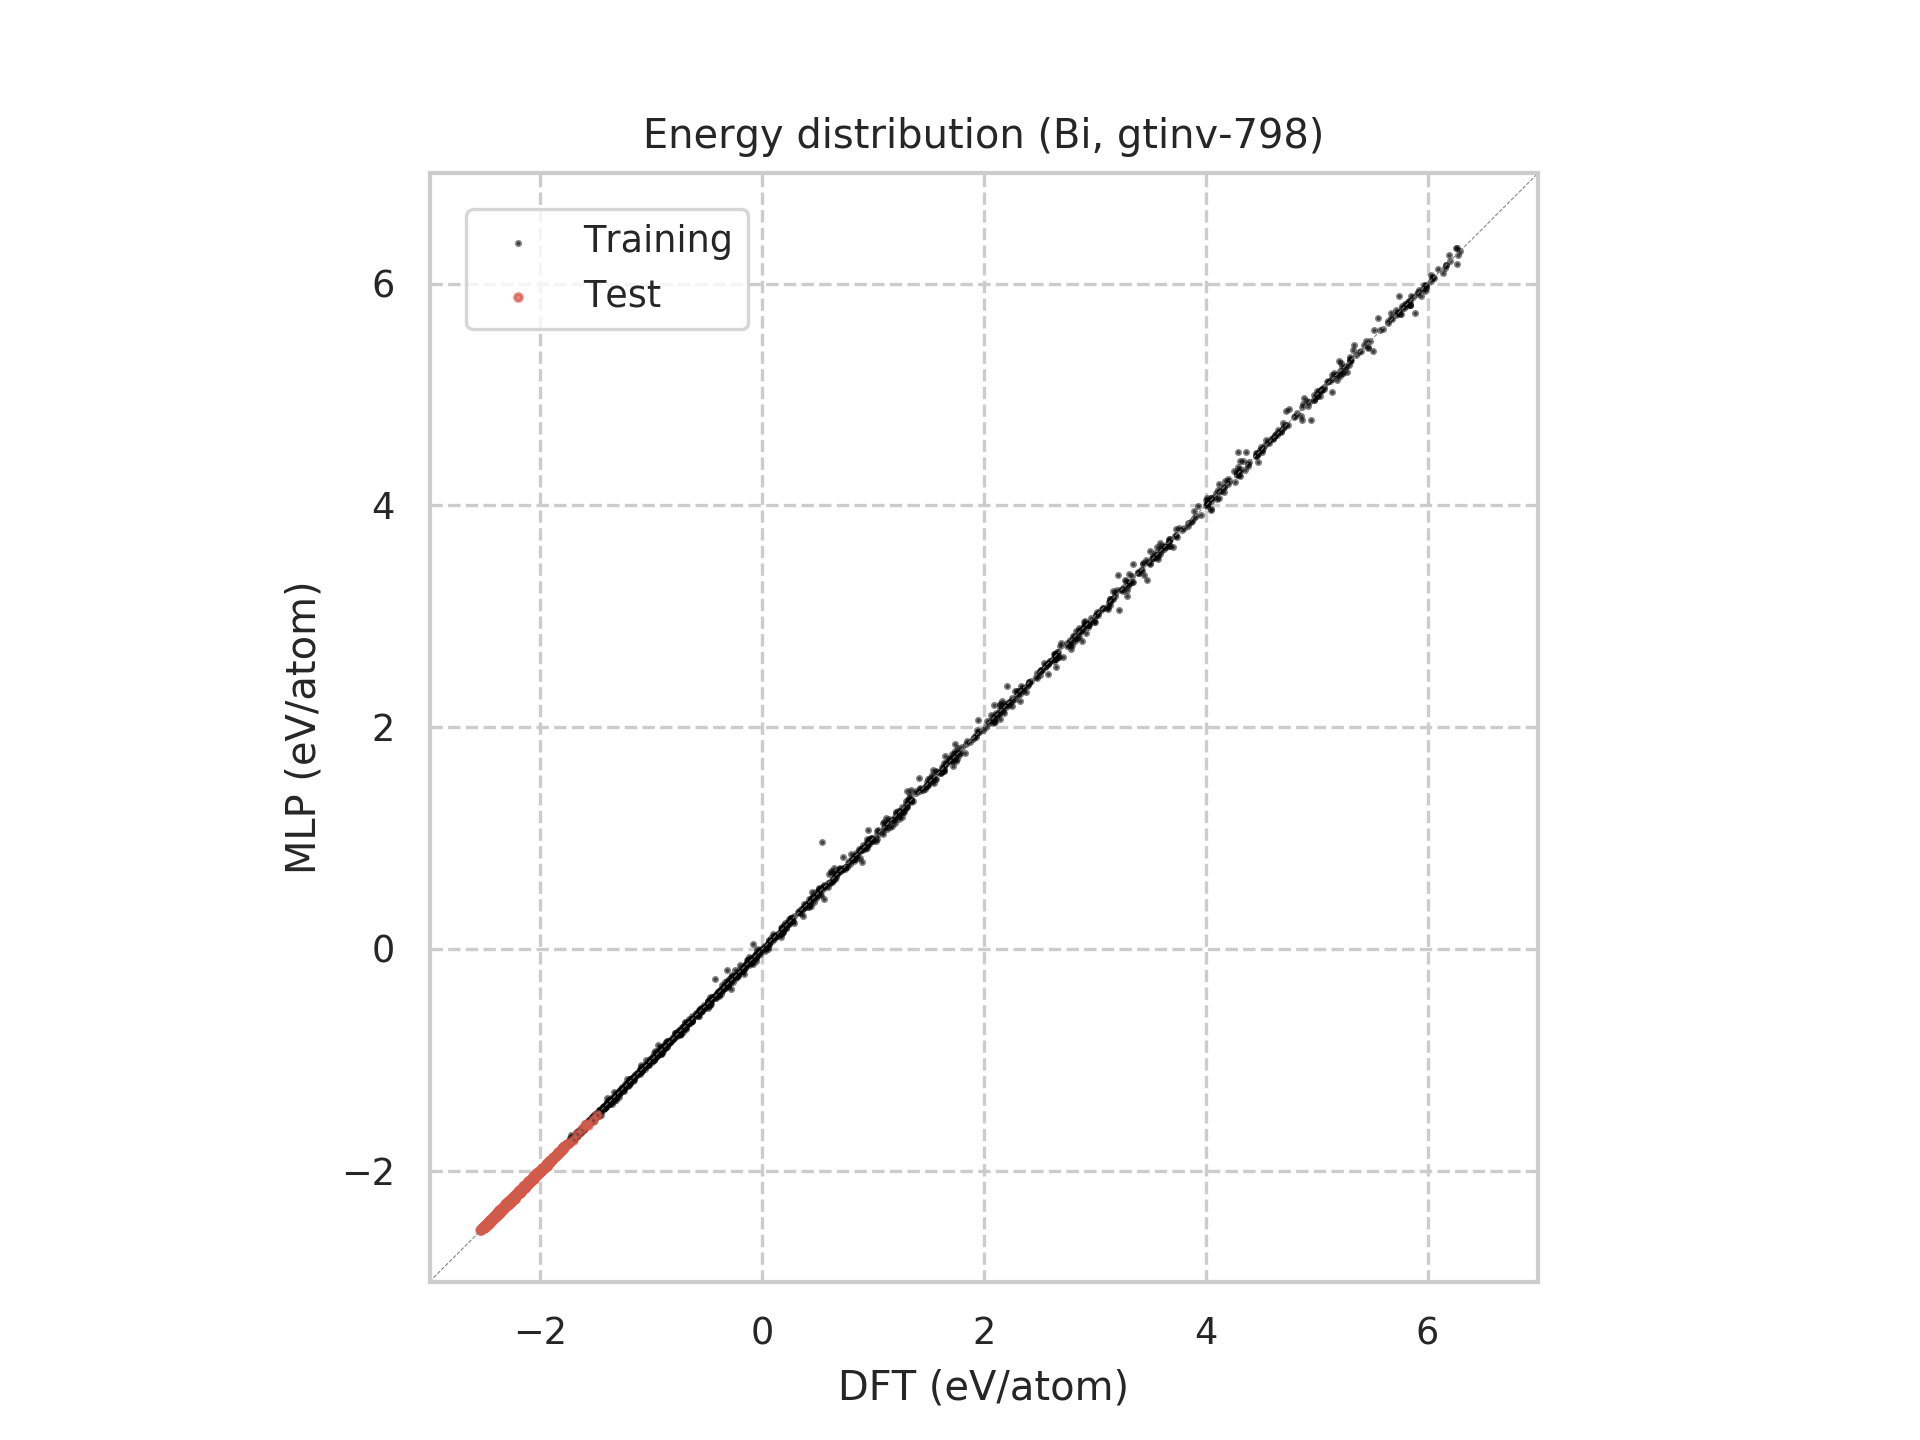 Energy distribution (Bi, gtinv-798)
Training
Test
6
4
2
0
−2
MLP (eV/atom)
−2 0 2 4 6
DFT (eV/atom)